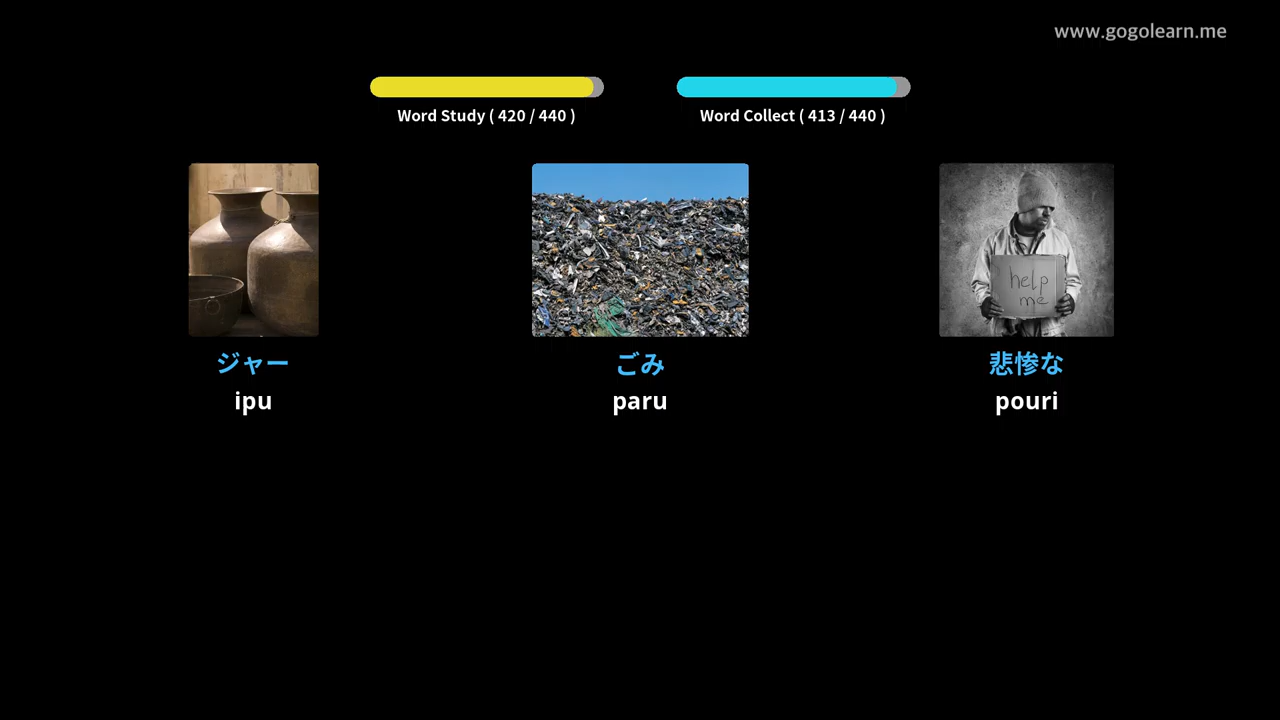 www.gogolearn.me
Word Study ( 420 / 440 )
Word Collect ( 413 / 440 )
help
me
ジャー
ごみ
悲惨な
ipu
paru
pouri